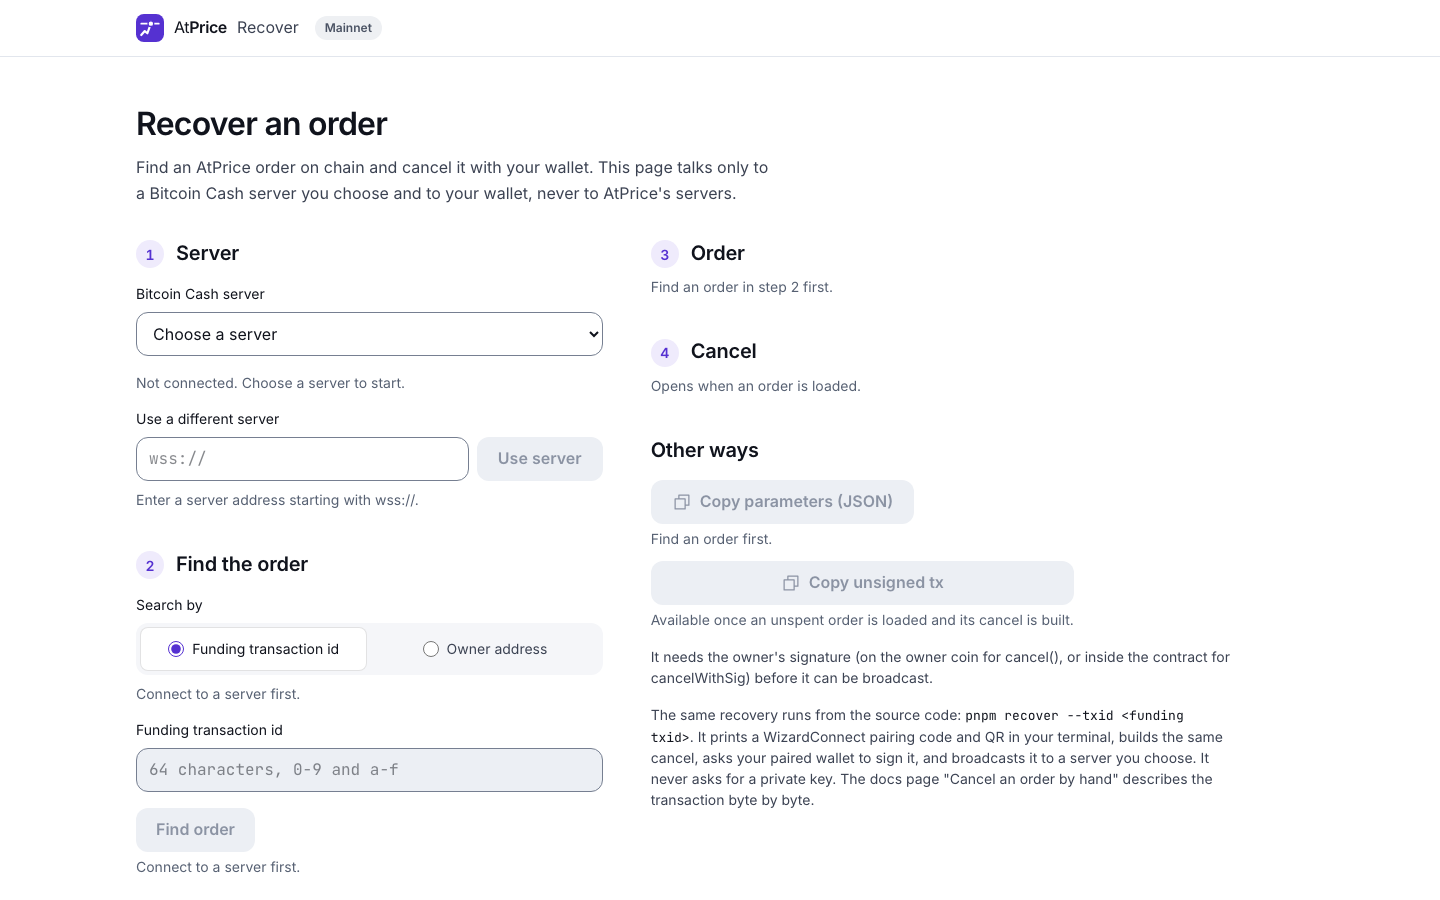 AtPrice Recover Mainnet
Recover an order
Find an AtPrice order on chain and cancel it with your wallet. This page talks only to
a Bitcoin Cash server you choose and to your wallet, never to AtPrice's servers.
1 Server
Bitcoin Cash server
Choose a server
Not connected. Choose a server to start.
Use a different server
wss:// Use server
Enter a server address starting with wss://.
2 Find the order
Search by
Funding transaction id Owner address
Connect to a server first.
Funding transaction id
64 characters, 0-9 and a-f
Find order
Connect to a server first.
3 Order
Find an order in step 2 first.
4 Cancel
Opens when an order is loaded.
Other ways
Copy parameters (JSON)
Find an order first.
Copy unsigned tx
Available once an unspent order is loaded and its cancel is built.
It needs the owner's signature (on the owner coin for cancel(), or inside the contract for
cancelWithSig) before it can be broadcast.
The same recovery runs from the source code: pnpm recover --txid <funding
txid>. It prints a WizardConnect pairing code and QR in your terminal, builds the same
cancel, asks your paired wallet to sign it, and broadcasts it to a server you choose. It
never asks for a private key. The docs page "Cancel an order by hand" describes the
transaction byte by byte.